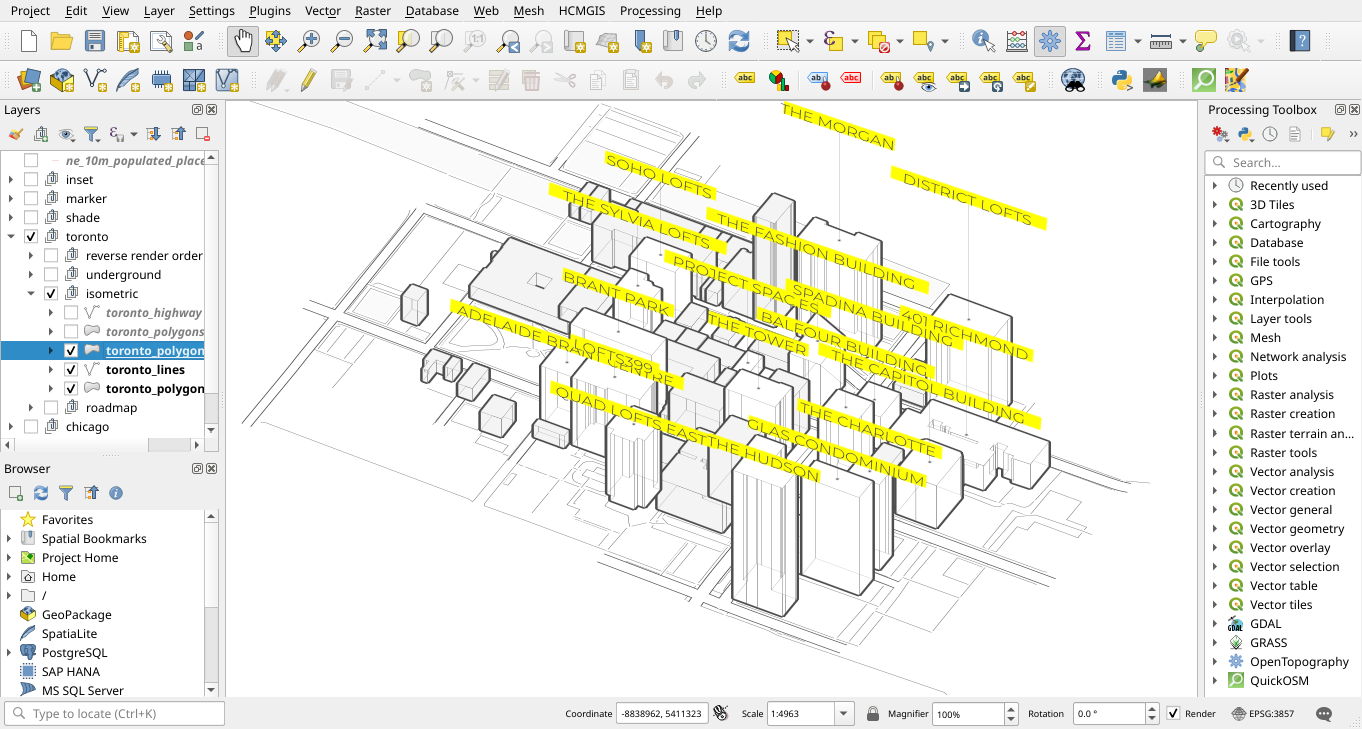 Project Edit View Layer Settings Plugins Vector Raster Database Web Mesh HCMGIS Processing Help
Layers
ne_10m_populated_place
inset
marker
shade
toronto
reverse render order
underground
isometric
toronto_highway
toronto_polygons
toronto_polygon
toronto_lines
toronto_polygon
roadmap
chicago
Browser
Favorites
Spatial Bookmarks
Project Home
Home
/
GeoPackage
SpatiaLite
PostgreSQL
SAP HANA
MS SQL Server
THE MORGAN
SOHO LOFTS
DISTRICT LOFTS
THE SYLVIA LOFTS
THE FASHION BUILDING
PROJECT SPACES
BRANT PARK
SPADINA BUILDING
401 RICHMOND
ADELAIDE BRANT CENTRE
LOFTS399
THE TOWER
BALFOUR BUILDING
THE CAPITOL BUILDING
QUAD LOFTS EAST
THE HUDSON
GLAS CONDOMINIUM
THE CHARLOTTE
Processing Toolbox
Search...
Recently used
3D Tiles
Cartography
Database
File tools
GPS
Interpolation
Layer tools
Mesh
Network analysis
Plots
Raster analysis
Raster creation
Raster terrain an...
Raster tools
Vector analysis
Vector creation
Vector general
Vector geometry
Vector overlay
Vector selection
Vector table
Vector tiles
GDAL
GRASS
OpenTopography
QuickOSM
Type to locate (Ctrl+K) Coordinate -8838962, 5411323 Scale 1:4963 Magnifier 100% Rotation 0.0 ° Render EPSG:3857